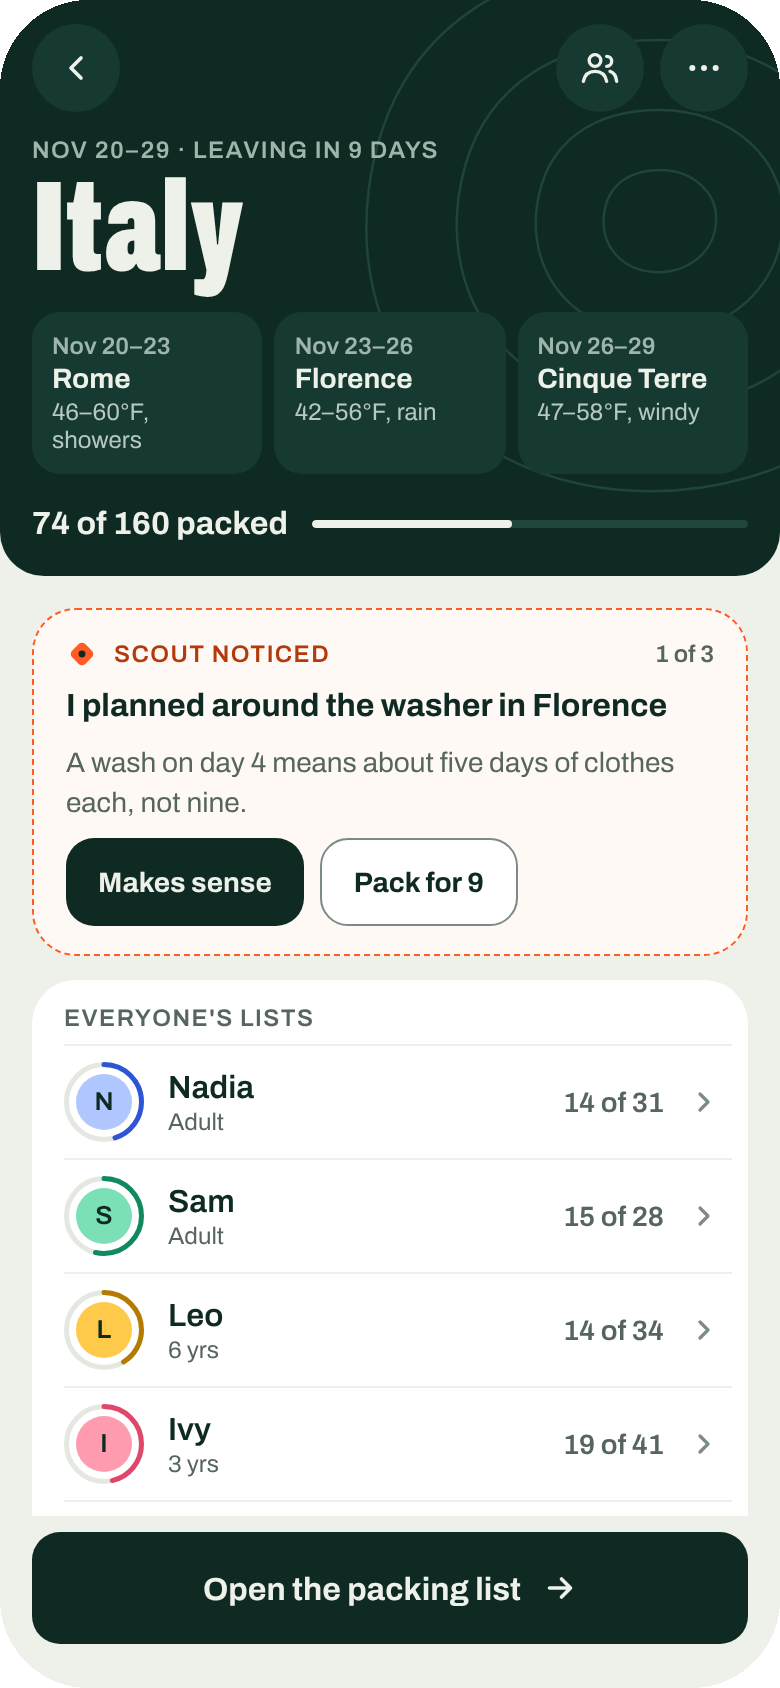 NOV 20–29 · LEAVING IN 9 DAYS
Italy
Nov 20–23
Rome
46–60°F,
showers
Nov 23–26
Florence
42–56°F, rain
Nov 26–29
Cinque Terre
47–58°F, windy
74 of 160 packed
SCOUT NOTICED
1 of 3
I planned around the washer in Florence
A wash on day 4 means about five days of clothes
each, not nine.
Makes sense
Pack for 9
EVERYONE'S LISTS
N
Nadia
Adult
14 of 31
S
Sam
Adult
15 of 28
L
Leo
6 yrs
14 of 34
I
Ivy
3 yrs
19 of 41
Open the packing list →